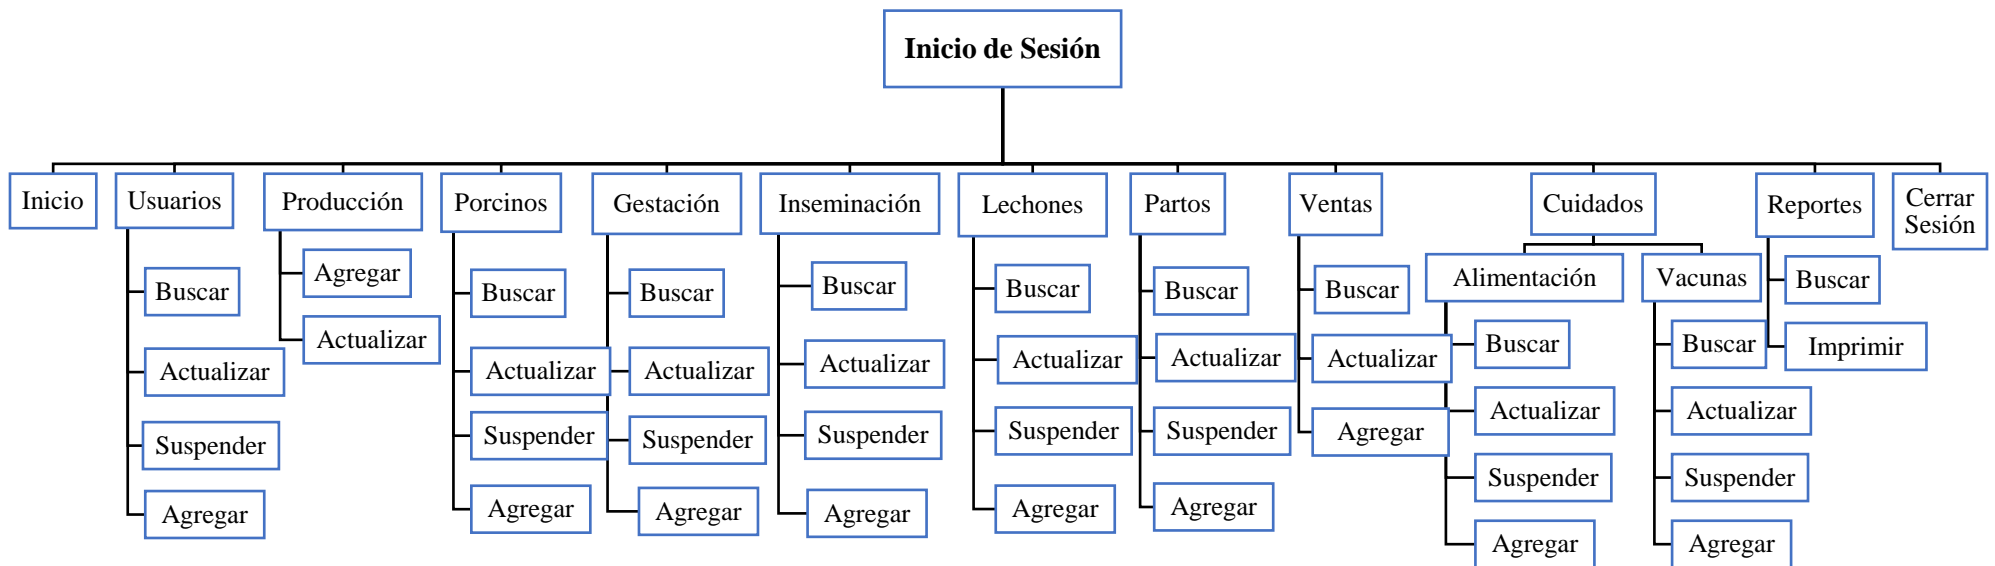 Inicio de Sesión
Inicio
Usuarios
Buscar
Actualizar
Suspender
Agregar
Producción
Agregar
Actualizar
Porcinos
Buscar
Actualizar
Suspender
Agregar
Gestación
Buscar
Actualizar
Suspender
Agregar
Inseminación
Buscar
Actualizar
Suspender
Agregar
Lechones
Buscar
Actualizar
Suspender
Agregar
Partos
Buscar
Actualizar
Suspender
Agregar
Ventas
Buscar
Actualizar
Agregar
Cuidados
Alimentación
Buscar
Actualizar
Suspender
Agregar
Vacunas
Buscar
Actualizar
Suspender
Agregar
Reportes
Buscar
Imprimir
Cerrar
Sesión